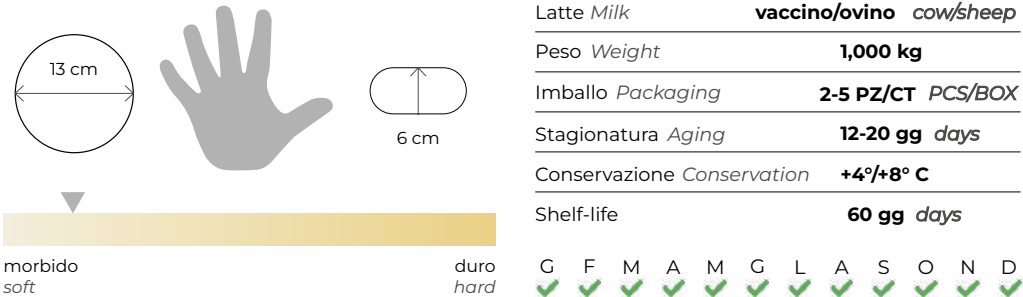 13 cm
6 cm
morbido duro
soft hard
Latte Milk vaccino/ovino cow/sheep
Peso Weight 1,000 kg
Imballo Packaging 2-5 PZ/CT PCS/BOX
Stagionatura Aging 12-20 gg days
Conservazione Conservation +4°/+8° C
Shelf-life 60 gg days
G F M A M G L A S O N D